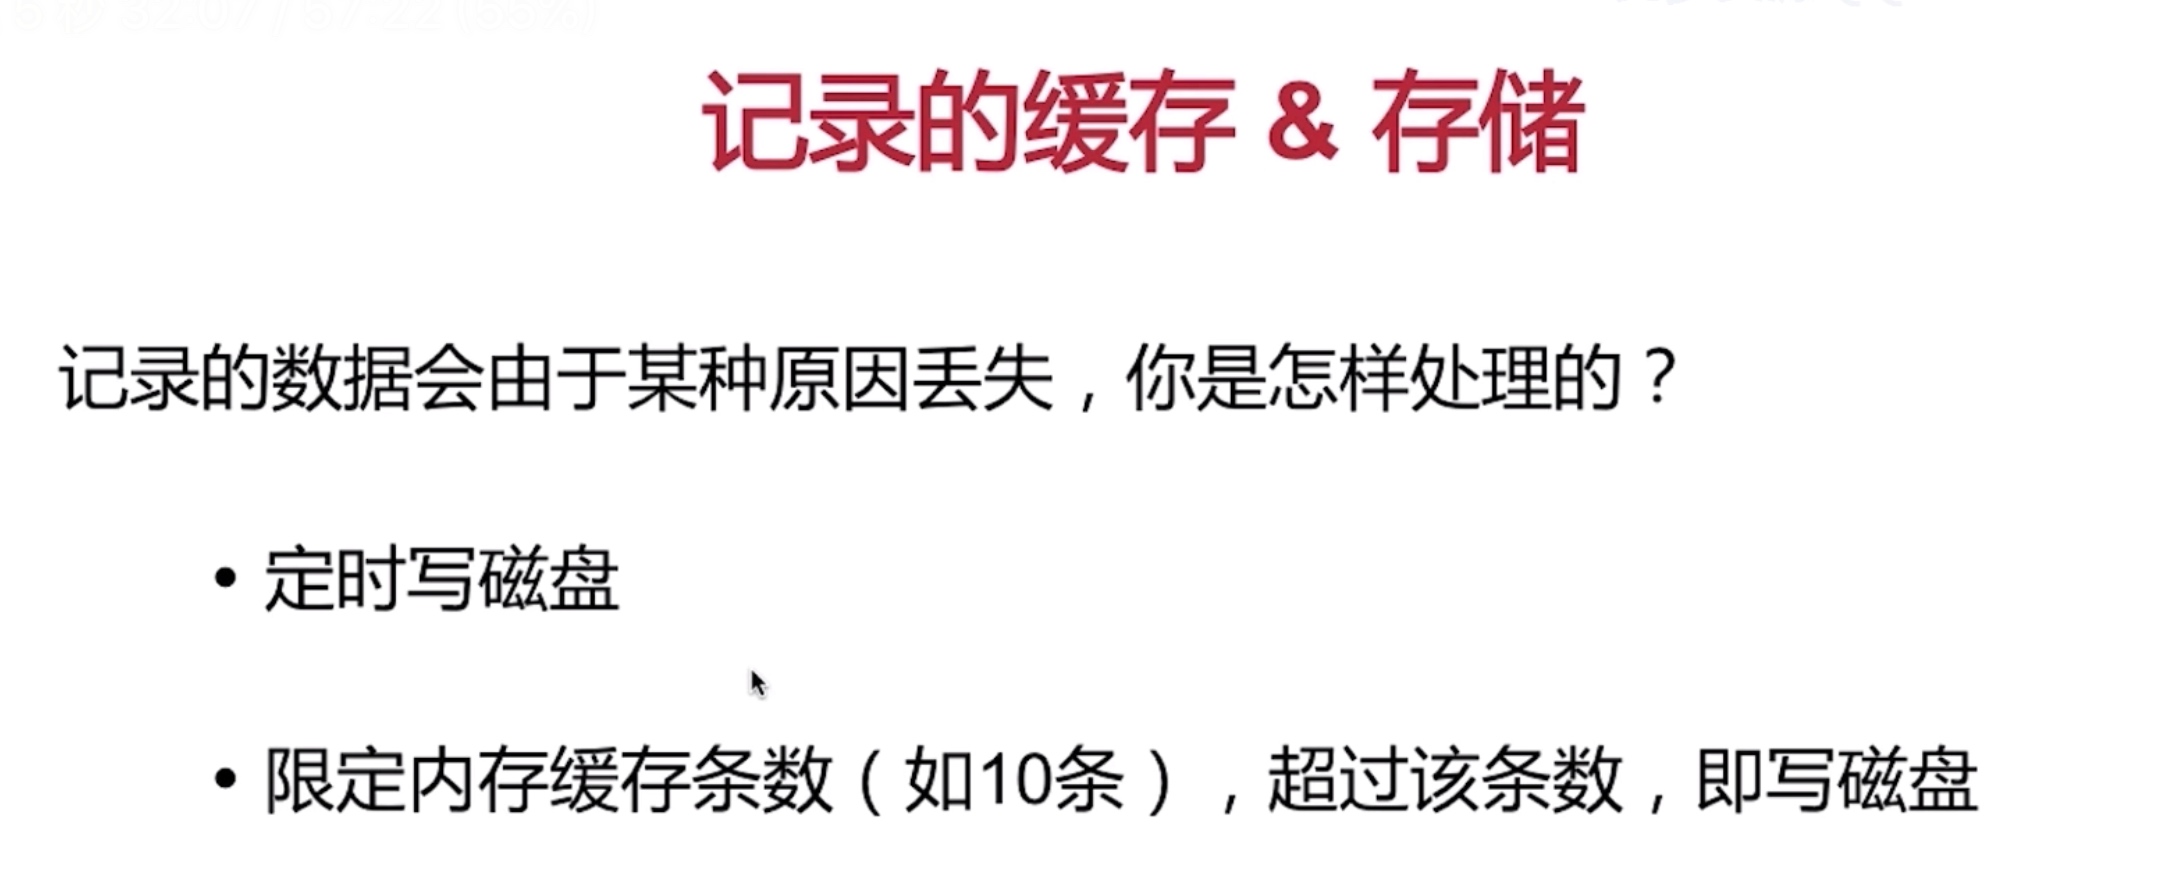 记录的缓存 & 存储
记录的数据会由于某种原因丢失，你是怎样处理的？
• 定时写磁盘
• 限定内存缓存条数（如10条），超过该条数，即写磁盘